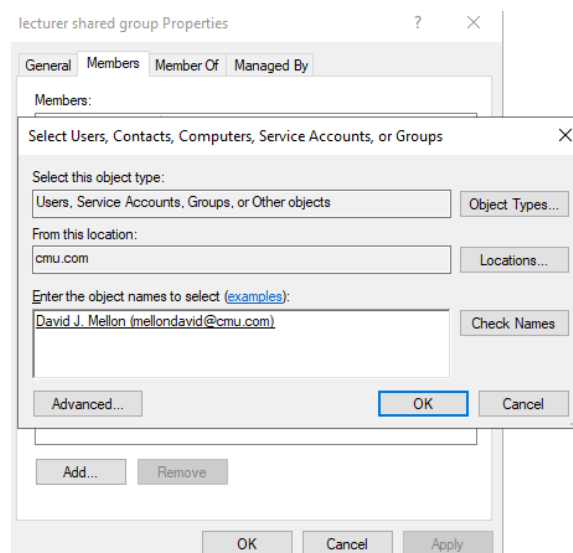 lecturer shared group Properties
?
General Members Member Of Managed By
Members:
Select Users, Contacts, Computers, Service Accounts, or Groups
Select this object type:
Users, Service Accounts, Groups, or Other objects
Object Types...
From this location:
cmu.com
Locations...
Enter the object names to select (examples):
David J. Mellon (mellondavid@cmu.com)
Check Names
Advanced...
OK
Cancel
Add...
Remove
OK
Cancel
Apply